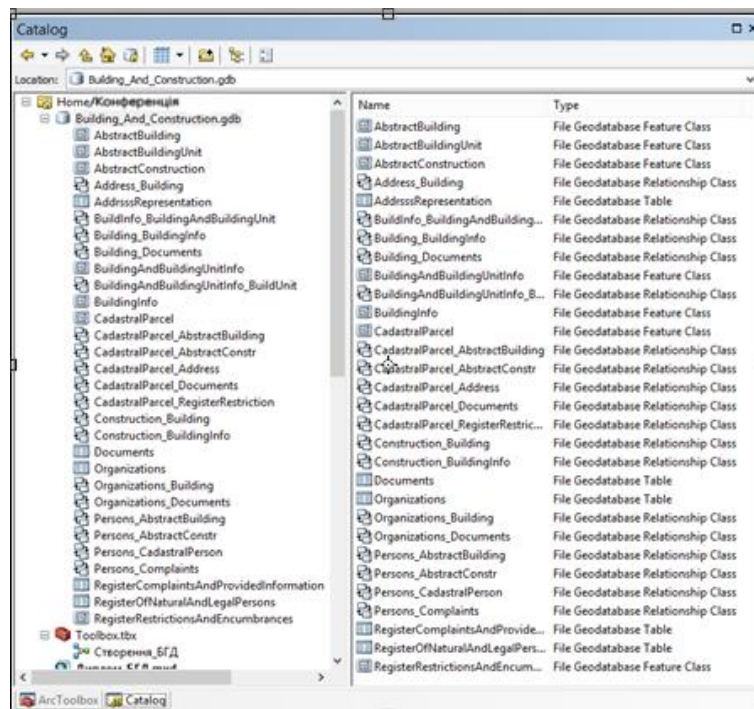 Catalog
Location: Building_And_Construction.gdb
Home/Конференція
Building_And_Construction.gdb
AbstractBuilding
AbstractBuildingUnit
AbstractConstruction
Address_Building
AddrsssRepresentation
BuildInfo_BuildingAndBuildingUnit
Building_BuildingInfo
Building_Documents
BuildingAndBuildingUnitInfo
BuildingAndBuildingUnitInfo_BuildUnit
BuildingInfo
CadastralParcel
CadastralParcel_AbstractBuilding
CadastralParcel_AbstractConstr
CadastralParcel_Address
CadastralParcel_Documents
CadastralParcel_RegisterRestriction
Construction_Building
Construction_BuildingInfo
Documents
Organizations
Organizations_Building
Organizations_Documents
Persons_AbstractBuilding
Persons_AbstractConstr
Persons_CadastralPerson
Persons_Complaints
RegisterComplaintsAndProvidedInformation
RegisterOfNaturalAndLegalPersons
RegisterRestrictionsAndEncumbrances
Toolbox.tbx
Створення_БГД
Name Type
AbstractBuilding File Geodatabase Feature Class
AbstractBuildingUnit File Geodatabase Feature Class
AbstractConstruction File Geodatabase Feature Class
Address_Building File Geodatabase Relationship Class
AddrsssRepresentation File Geodatabase Table
BuildInfo_BuildingAndBuilding... File Geodatabase Relationship Class
Building_BuildingInfo File Geodatabase Relationship Class
Building_Documents File Geodatabase Relationship Class
BuildingAndBuildingUnitInfo File Geodatabase Feature Class
BuildingAndBuildingUnitInfo_B... File Geodatabase Relationship Class
BuildingInfo File Geodatabase Feature Class
CadastralParcel File Geodatabase Feature Class
CadastralParcel_AbstractBuilding File Geodatabase Relationship Class
CadastralParcel_AbstractConstr File Geodatabase Relationship Class
CadastralParcel_Address File Geodatabase Relationship Class
CadastralParcel_Documents File Geodatabase Relationship Class
CadastralParcel_RegisterRestric... File Geodatabase Relationship Class
Construction_Building File Geodatabase Relationship Class
Construction_BuildingInfo File Geodatabase Relationship Class
Documents File Geodatabase Table
Organizations File Geodatabase Table
Organizations_Building File Geodatabase Relationship Class
Organizations_Documents File Geodatabase Relationship Class
Persons_AbstractBuilding File Geodatabase Relationship Class
Persons_AbstractConstr File Geodatabase Relationship Class
Persons_CadastralPerson File Geodatabase Relationship Class
Persons_Complaints File Geodatabase Relationship Class
RegisterComplaintsAndProvide... File Geodatabase Table
RegisterOfNaturalAndLegalPers... File Geodatabase Table
RegisterRestrictionsAndEncum... File Geodatabase Feature Class
ArcToolbox Catalog